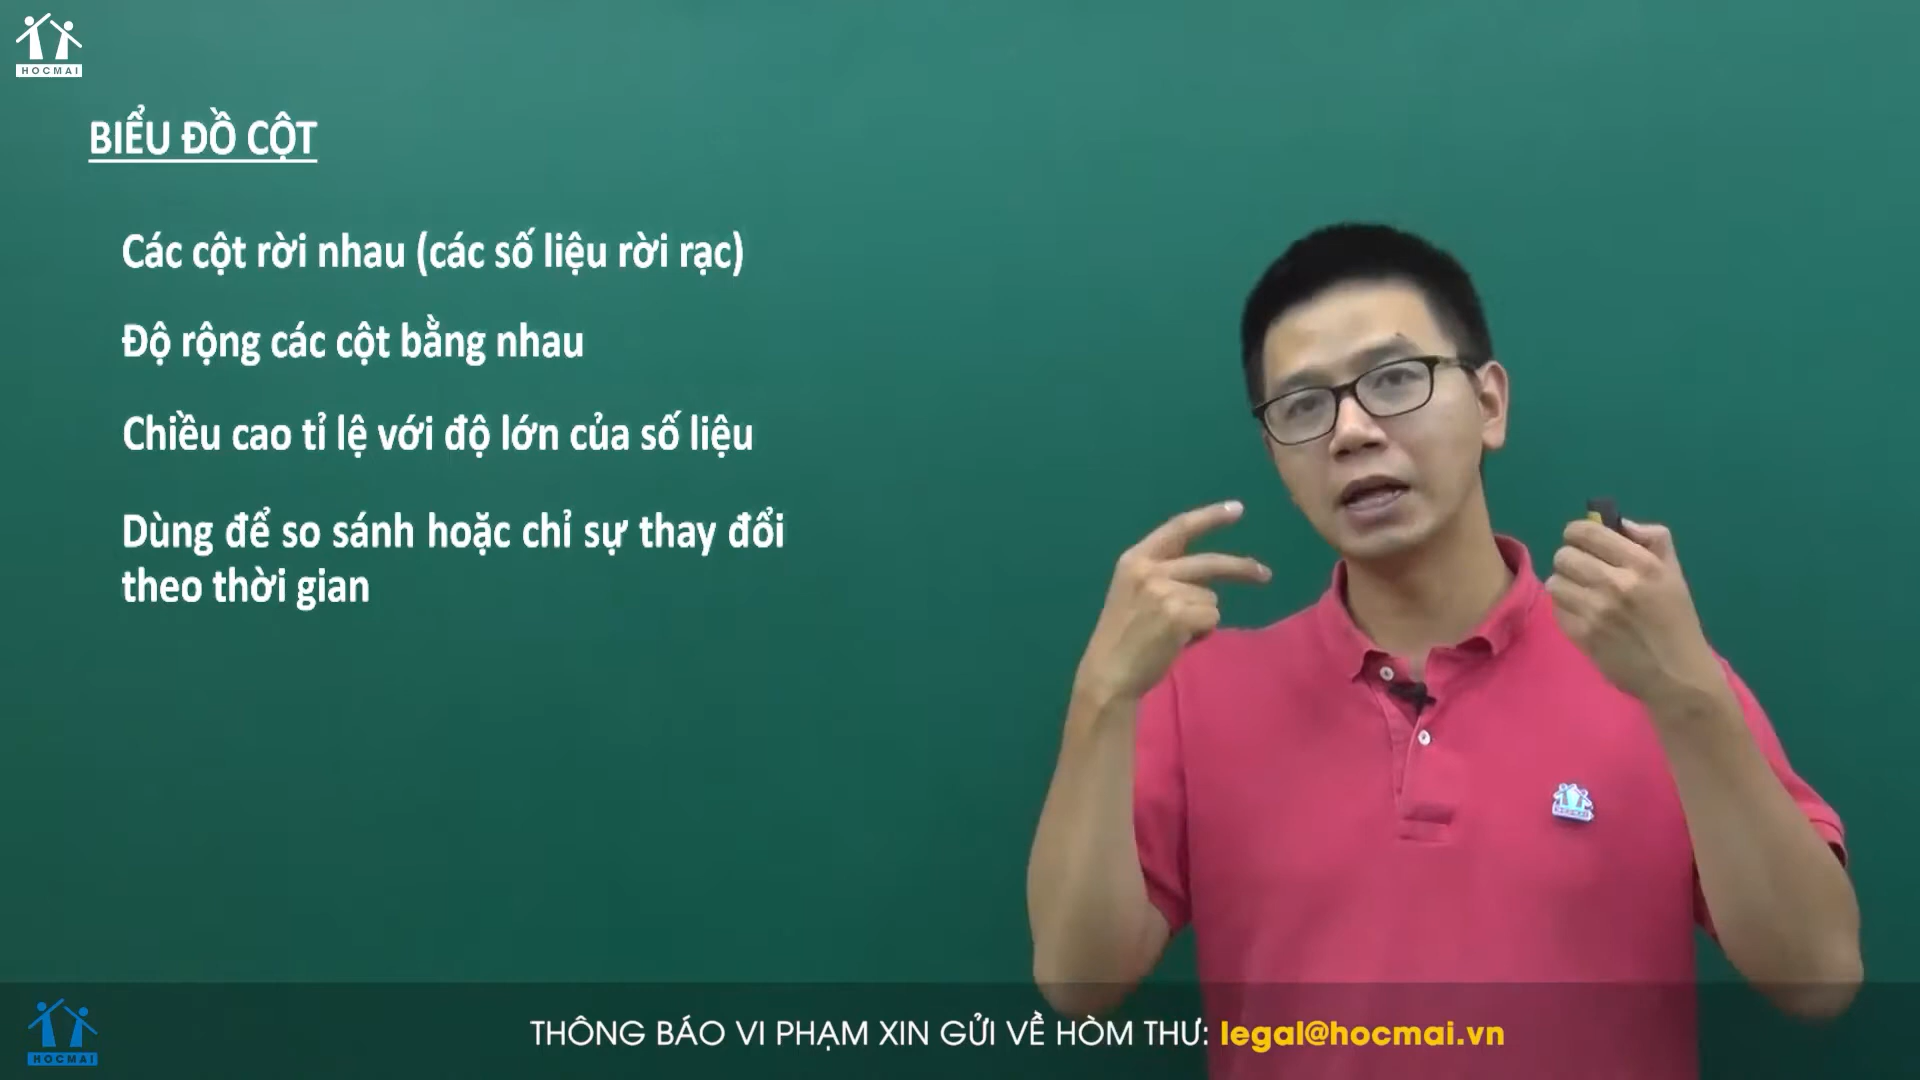 HOCMAI
BIỂU ĐỒ CỘT
Các cột rời nhau (các số liệu rời rạc)
Độ rộng các cột bằng nhau
Chiều cao tỉ lệ với độ lớn của số liệu
Dùng để so sánh hoặc chỉ sự thay đổi
theo thời gian
HOCMAI
HOCMAI
THÔNG BÁO VI PHẠM XIN GỬI VỀ HÒM THƯ: legal@hocmai.vn